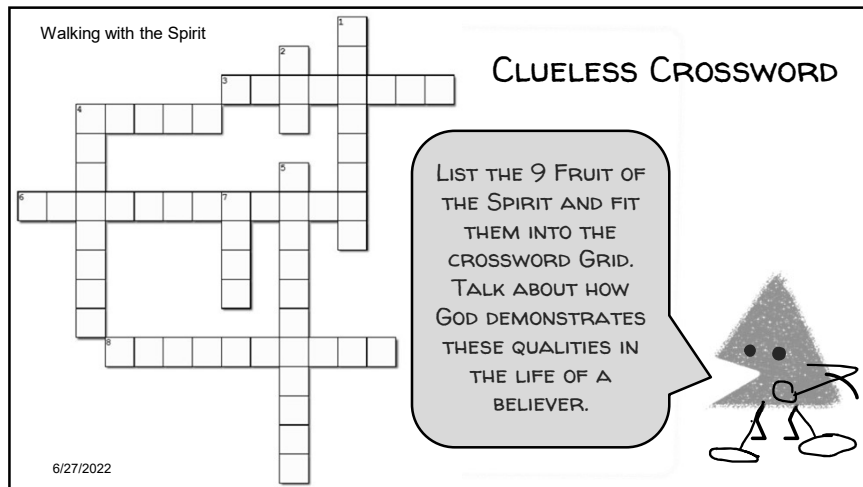 Walking with the Spirit
CLUELESS CROSSWORD
1
2
3
4
5
6
7
8
LIST THE 9 FRUIT OF
THE SPIRIT AND FIT
THEM INTO THE
CROSSWORD GRID.
TALK ABOUT HOW
GOD DEMONSTRATES
THESE QUALITIES IN
THE LIFE OF A
BELIEVER.
6/27/2022